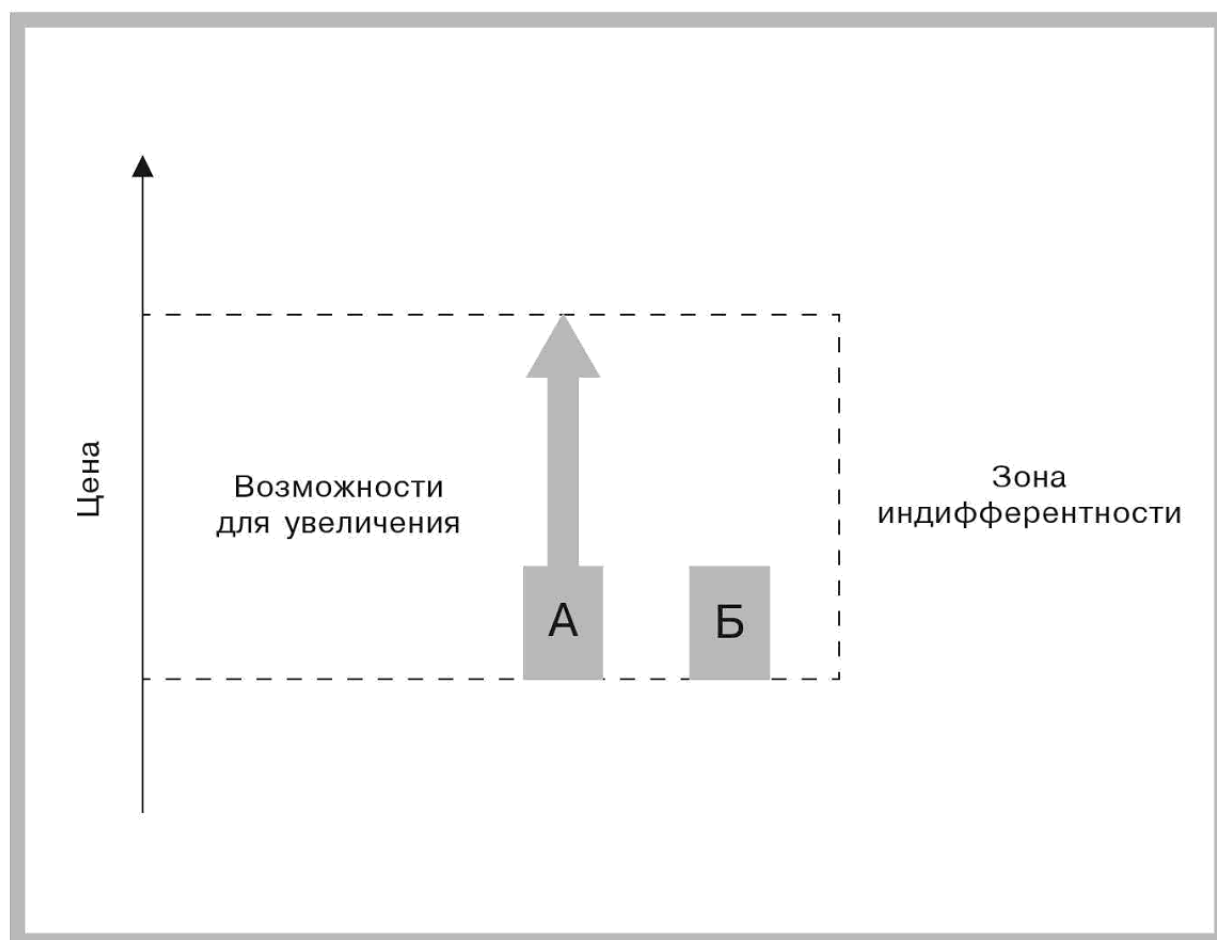 Цена
Возможности
для увеличения
А
Б
Зона
индифферентности